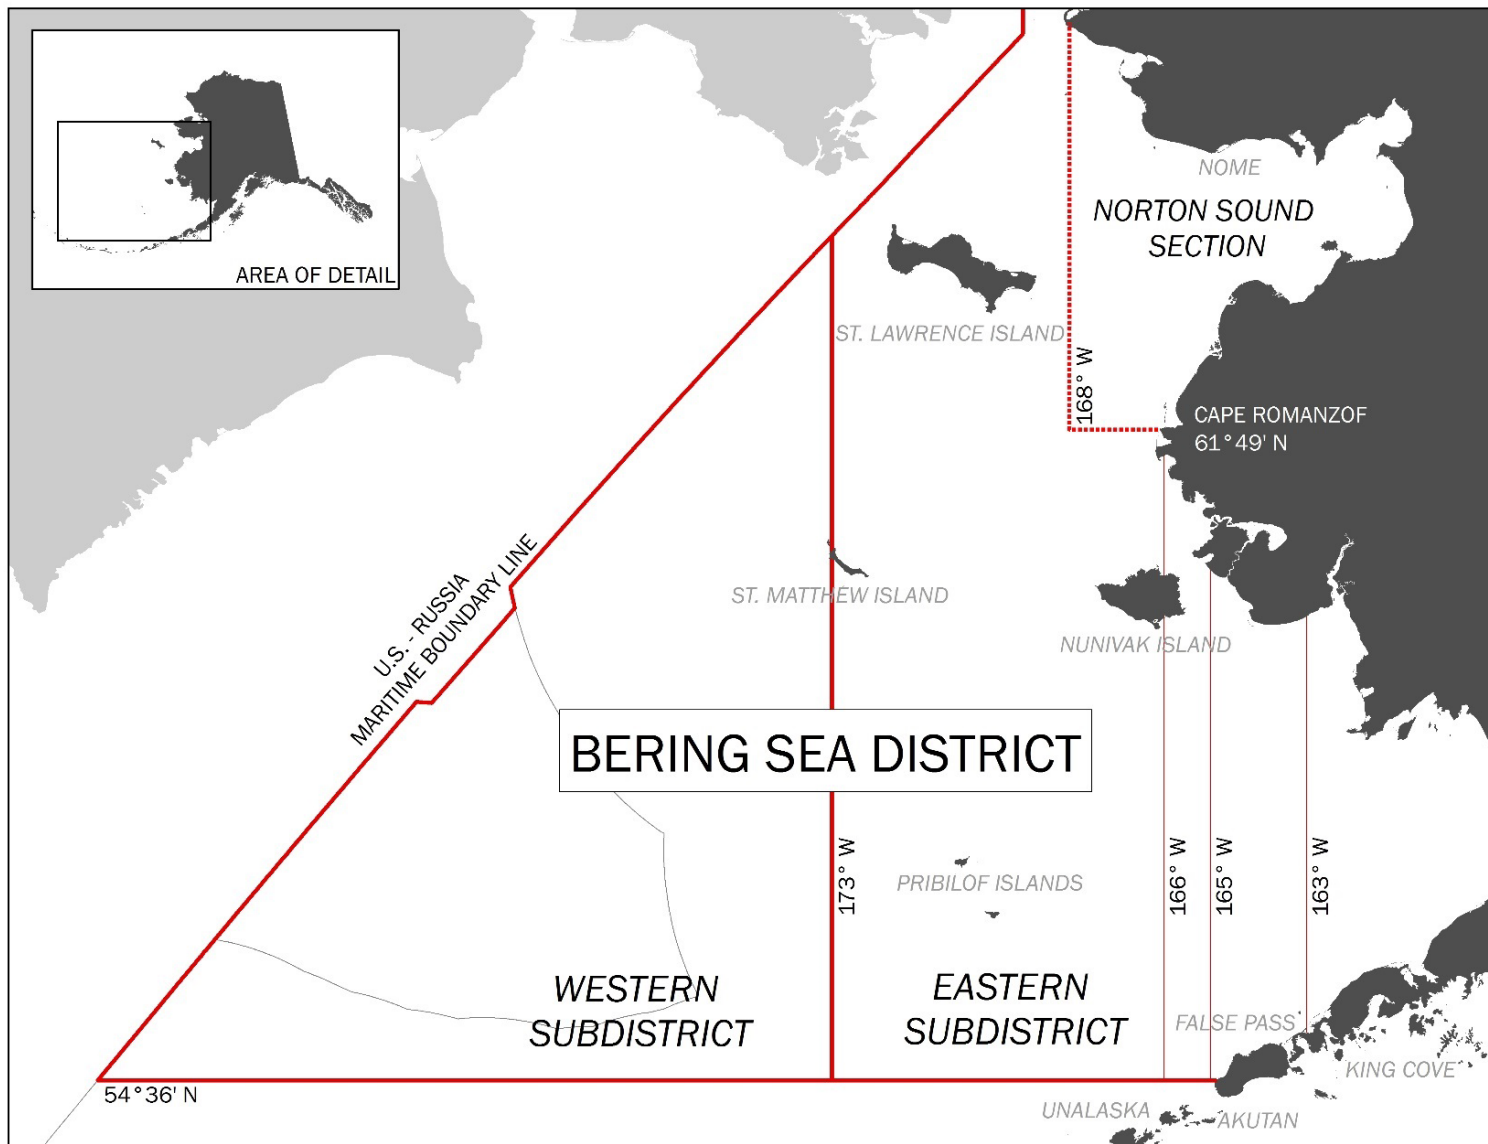 AREA OF DETAIL
NOME
NORTON SOUND
SECTION
ST. LAWRENCE ISLAND
168° W
CAPE ROMANZOF
61°49' N
U.S. - RUSSIA
MARITIME BOUNDARY LINE
ST. MATTHEW ISLAND
NUNIVAK ISLAND
BERING SEA DISTRICT
173° W
PRIBILOF ISLANDS
166° W
165° W
163° W
WESTERN
SUBDISTRICT
EASTERN
SUBDISTRICT
FALSE PASS
KING COVE
54°36' N
UNALASKA
AKUTAN